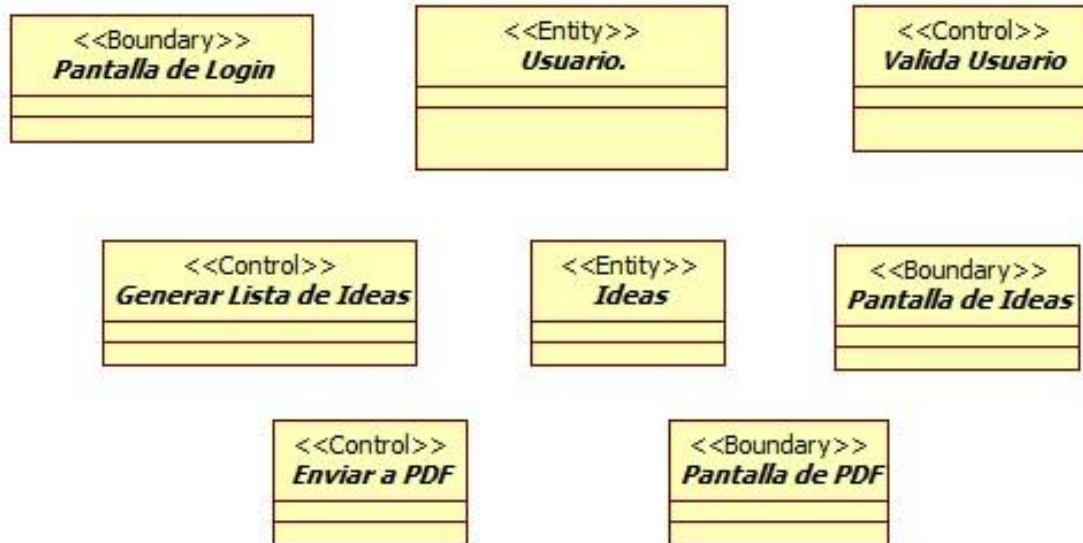 <<Boundary>>
Pantalla de Login
<<Entity>>
Usuario.
<<Control>>
Valida Usuario
<<Control>>
Generar Lista de Ideas
<<Entity>>
Ideas
<<Boundary>>
Pantalla de Ideas
<<Control>>
Enviar a PDF
<<Boundary>>
Pantalla de PDF